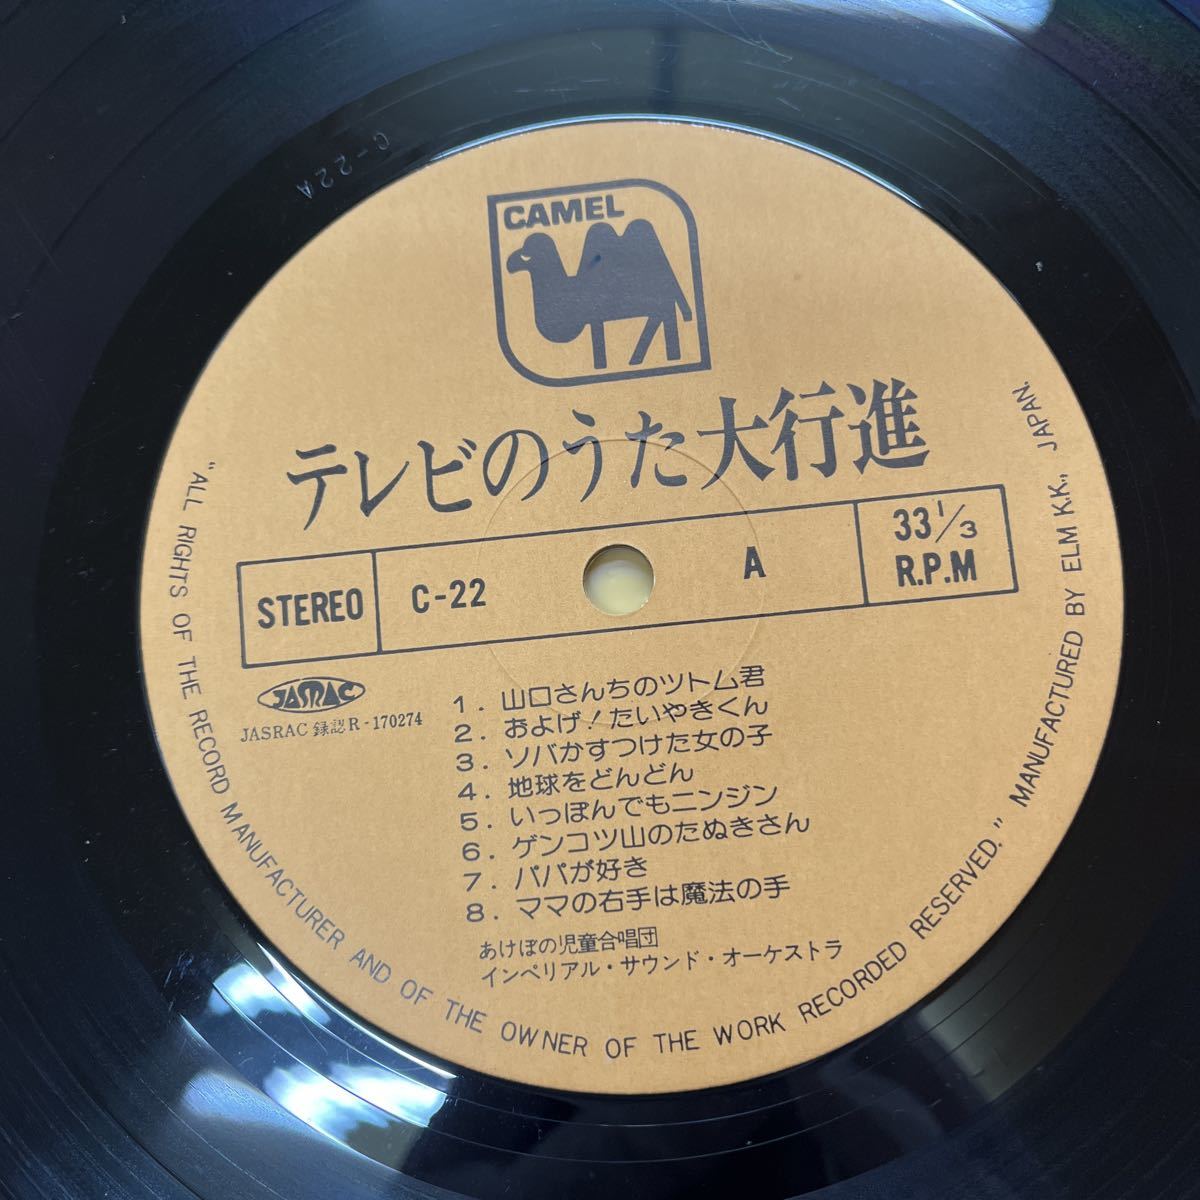 C-22A
CAMEL
テレビのうた大行進
STEREO
C-22
A
33 1/3
R.P.M
JASRAC
JASRAC 録認R-170274
1. 山口さんちのツトム君
2. およげ!たいやきくん
3. ソバかすつけた女の子
4. 地球をどんどん
5. いっぽんでもニンジン
6. ゲンコツ山のたぬきさん
7. パパが好き
8. ママの右手は魔法の手
あけぼの児童合唱団
インペリアル・サウンド・オーケストラ
"ALL RIGHTS OF THE RECORD MANUFACTURER AND OF THE OWNER OF THE WORK RECORDED RESERVED." MANUFACTURED BY ELM K.K., JAPAN.